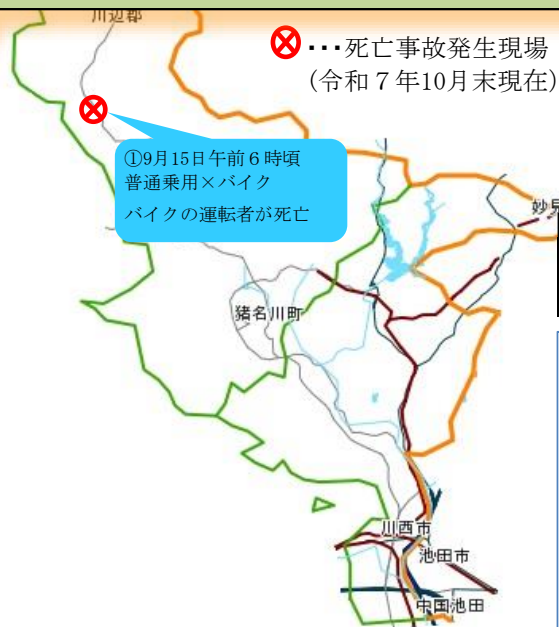 川辺郡
･･･死亡事故発生現場
(令和７年10月末現在)
①9月15日午前６時頃
普通乗用×バイク
バイクの運転者が死亡
妙見
猪名川町
川西市
池田市
中国池田